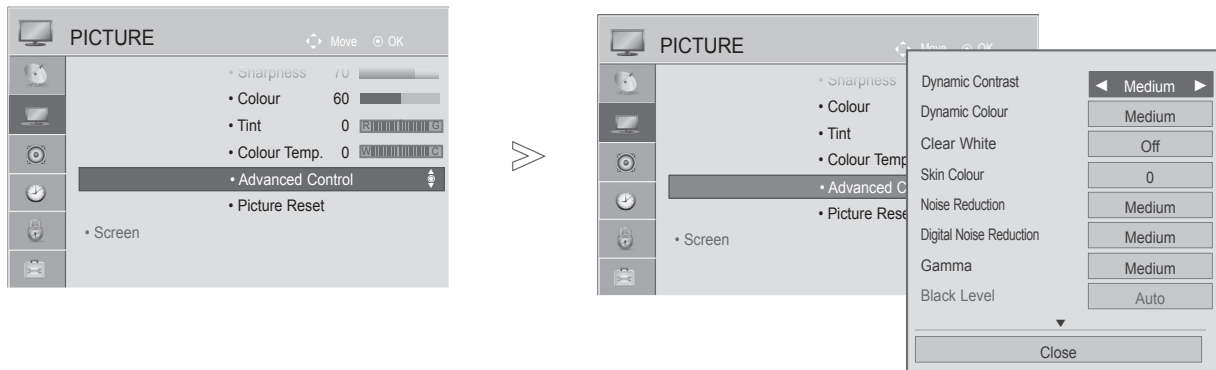 PICTURE Move OK
• Sharpness 70
• Colour 60
• Tint 0 R G
• Colour Temp. 0 W C
• Advanced Control
• Picture Reset
• Screen
PICTURE Move OK
• Sharpness
• Colour
• Tint
• Colour Temp
• Advanced C
• Picture Rese
• Screen
Dynamic Contrast ◀ Medium ▶
Dynamic Colour Medium
Clear White Off
Skin Colour 0
Noise Reduction Medium
Digital Noise Reduction Medium
Gamma Medium
Black Level Auto
▼
Close